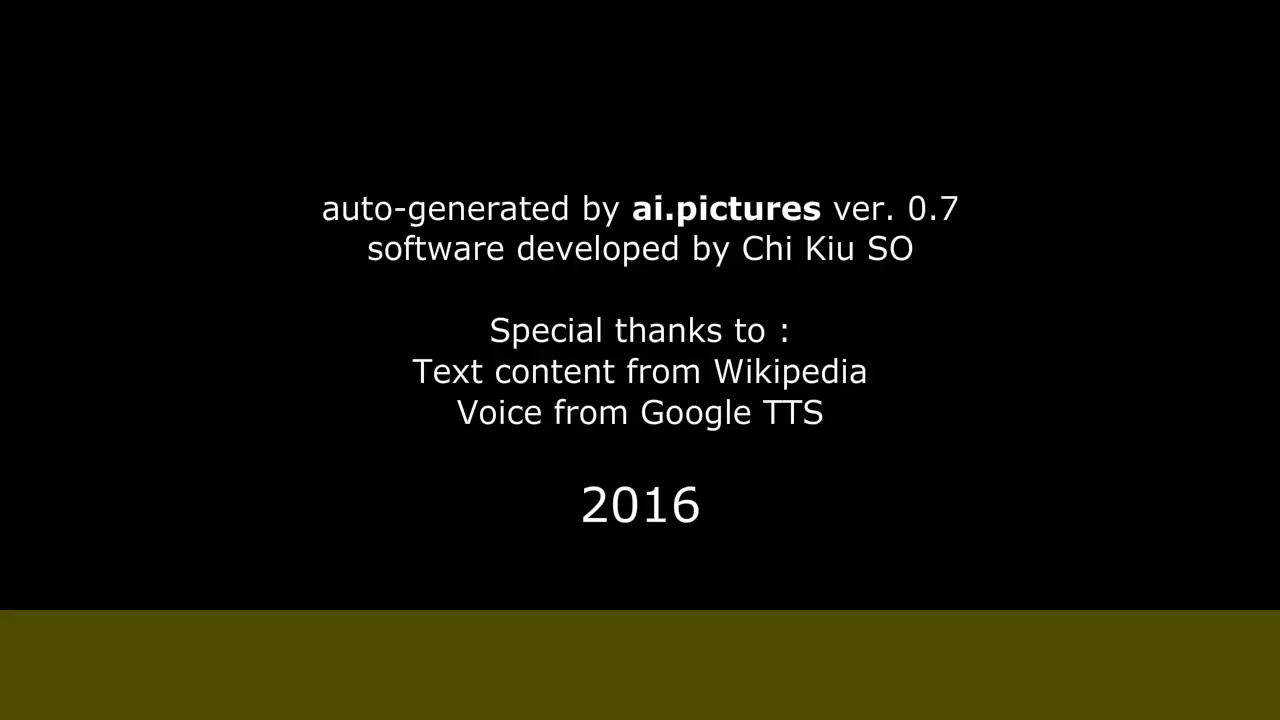 auto-generated by ai.pictures ver. 0.7
software developed by Chi Kiu SO
Special thanks to :
Text content from Wikipedia
Voice from Google TTS
2016